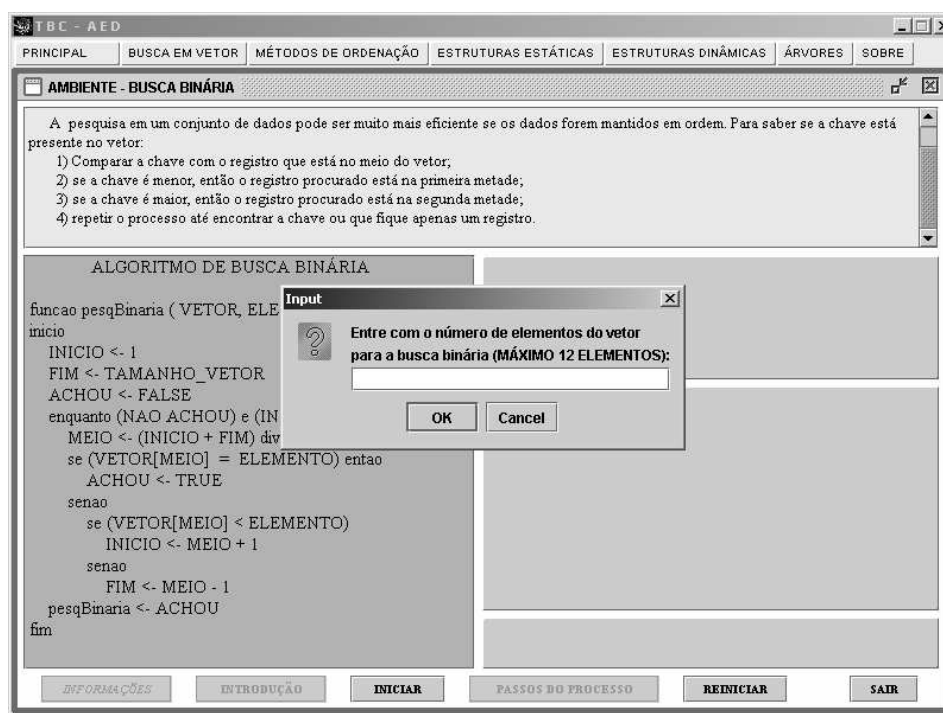 TBC - AED
PRINCIPAL BUSCA EM VETOR MÉTODOS DE ORDENAÇÃO ESTRUTURAS ESTÁTICAS ESTRUTURAS DINÂMICAS ÁRVORES SOBRE
AMBIENTE - BUSCA BINÁRIA
A pesquisa em um conjunto de dados pode ser muito mais eficiente se os dados forem mantidos em ordem. Para saber se a chave está
presente no vetor:
1) Comparar a chave com o registro que está no meio do vetor;
2) se a chave é menor, então o registro procurado está na primeira metade;
3) se a chave é maior, então o registro procurado está na segunda metade;
4) repetir o processo até encontrar a chave ou que fique apenas um registro.
ALGORITMO DE BUSCA BINÁRIA
funcao pesqBinaria ( VETOR, ELE
inicio
INICIO <- 1
FIM <- TAMANHO_VETOR
ACHOU <- FALSE
enquanto (NAO ACHOU) e (IN
MEIO <- (INICIO + FIM) div
se (VETOR[MEIO] = ELEMENTO) entao
ACHOU <- TRUE
senao
se (VETOR[MEIO] < ELEMENTO)
INICIO <- MEIO + 1
senao
FIM <- MEIO - 1
pesqBinaria <- ACHOU
fim
Input
Entre com o número de elementos do vetor
para a busca binária (MÁXIMO 12 ELEMENTOS):
OK Cancel
INFORMAÇÕES INTRODUÇÃO INICIAR PASSOS DO PROCESSO REINICIAR SAIR